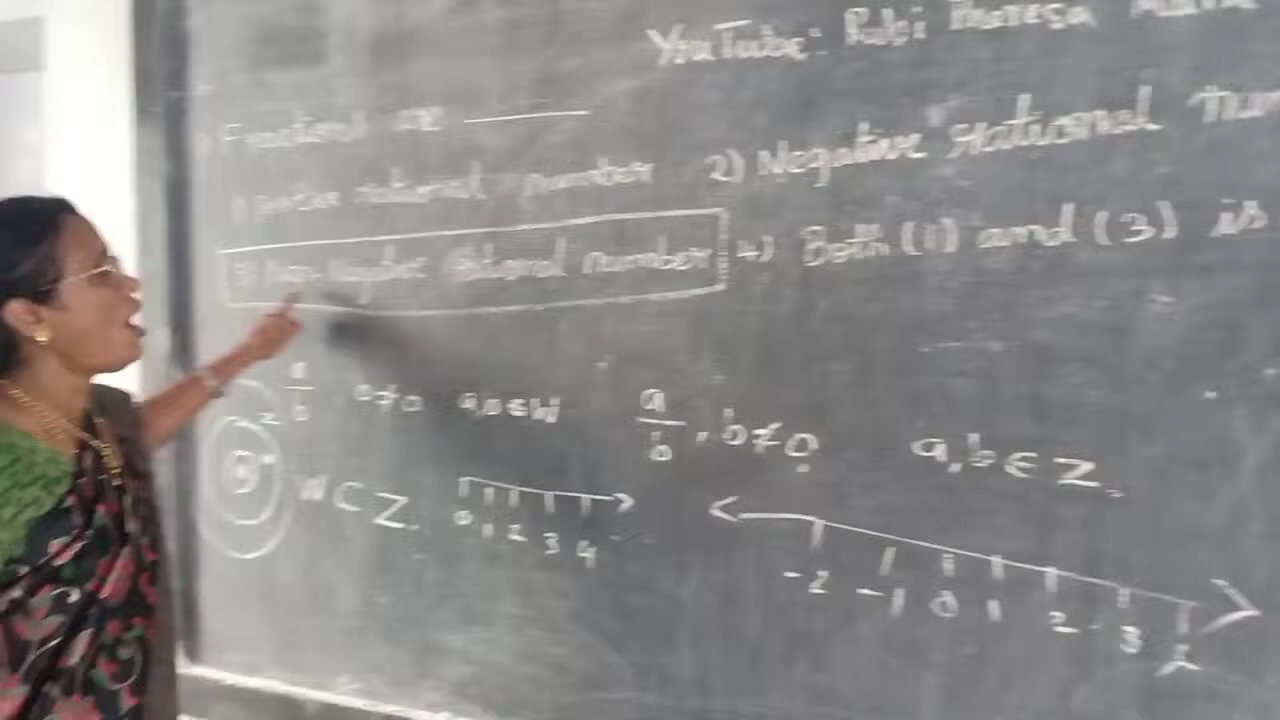 YouTube: Rubi Theresa
Fractions are ______
1) positive rational number 2) Negative rational
3) Non-Negative Rational number 4) Both (1) and (3) is
a/b a≠0 a,b∈W a/b, b≠0 a,b∈Z
W⊂Z
0 1 2 3 4
-2 -1 0 1 2 3